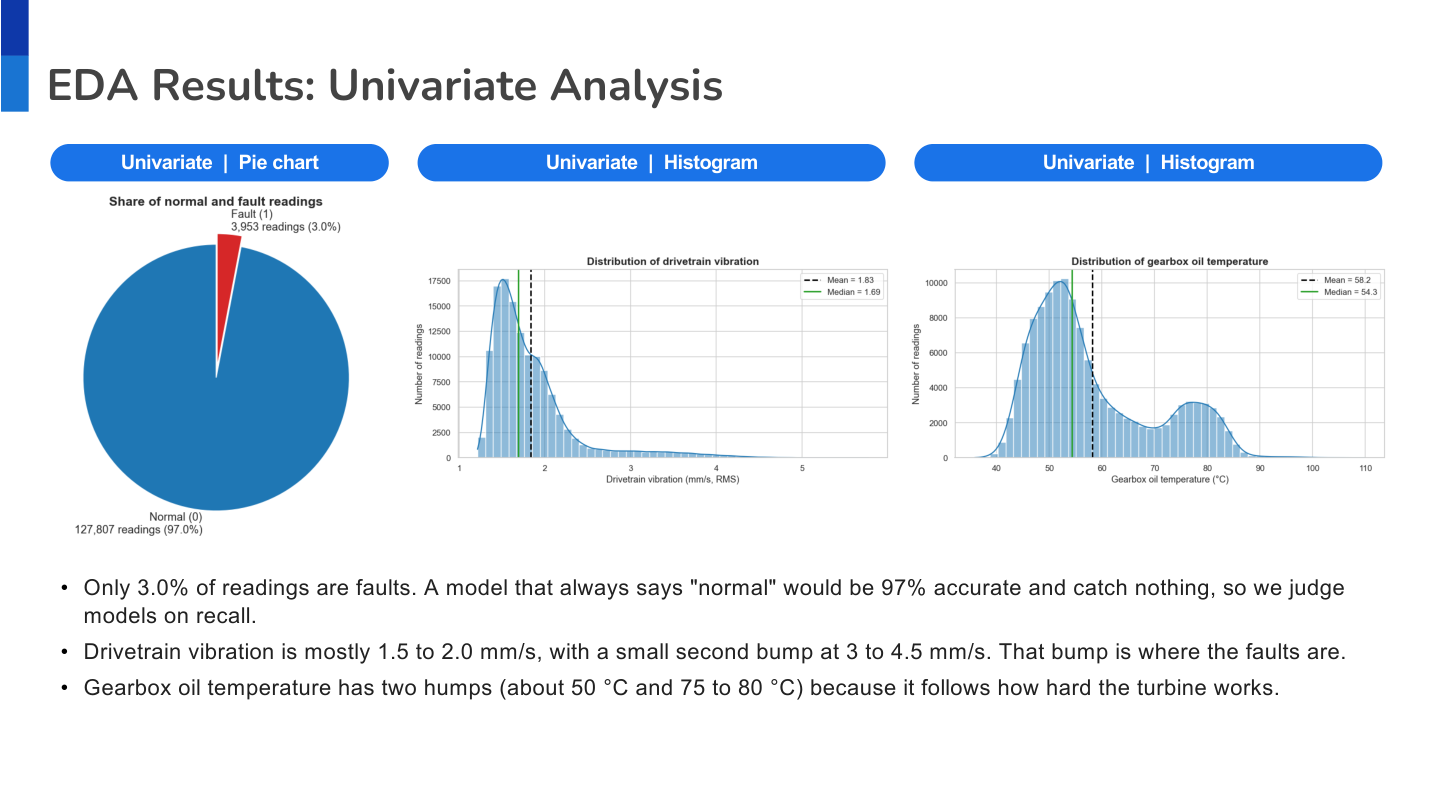 EDA Results: Univariate Analysis
Univariate | Pie chart
Univariate | Histogram
Univariate | Histogram
Share of normal and fault readings
Fault (1)
3,953 readings (3.0%)
Normal (0)
127,807 readings (97.0%)
Distribution of drivetrain vibration
Mean = 1.83
Median = 1.69
Number of readings
17500
15000
12500
10000
7500
5000
2500
0
1 2 3 4 5
Drivetrain vibration (mm/s, RMS)
Distribution of gearbox oil temperature
Mean = 58.2
Median = 54.3
Number of readings
10000
8000
6000
4000
2000
0
40 50 60 70 80 90 100 110
Gearbox oil temperature (°C)
• Only 3.0% of readings are faults. A model that always says "normal" would be 97% accurate and catch nothing, so we judge
models on recall.
• Drivetrain vibration is mostly 1.5 to 2.0 mm/s, with a small second bump at 3 to 4.5 mm/s. That bump is where the faults are.
• Gearbox oil temperature has two humps (about 50 °C and 75 to 80 °C) because it follows how hard the turbine works.